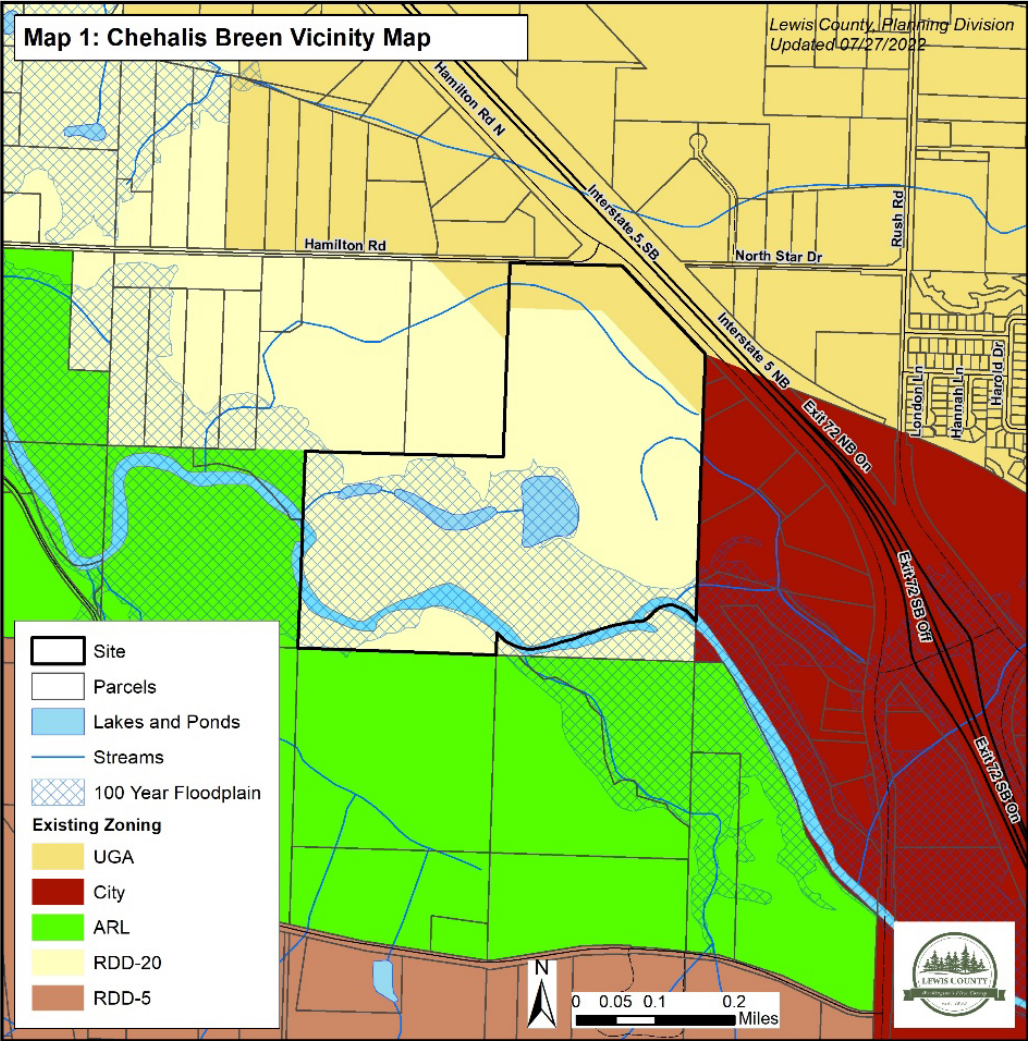 Map 1: Chehalis Breen Vicinity Map
Lewis County, Planning Division
Updated 07/27/2022
Hamilton Rd N
Interstate 5 SB
Hamilton Rd
North Star Dr
Rush Rd
Interstate 5 NB
London Ln
Hannah Ln
Harold Dr
Exit 72 NB On
Exit 72 SB Off
Exit 72 SB On
Site
Parcels
Lakes and Ponds
Streams
100 Year Floodplain
Existing Zoning
UGA
City
ARL
RDD-20
RDD-5
N
0 0.05 0.1 0.2
Miles
LEWIS COUNTY